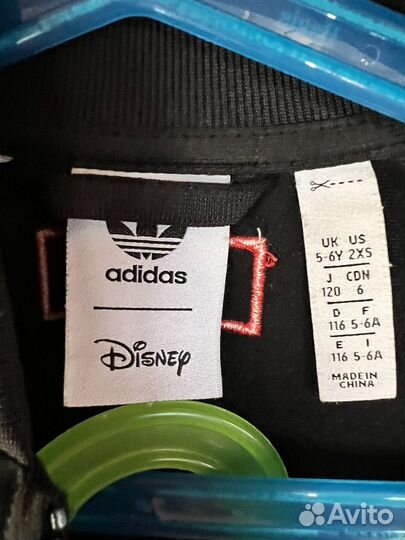 adidas
Disney
UK US
5-6Y 2XS
J CDN
120 6
D F
116 5-6A
E I
116 5-6A
MADE IN
CHINA
Avito